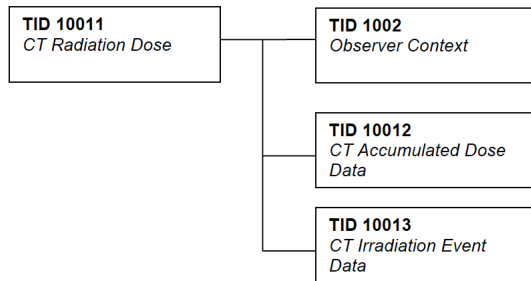 TID 10011
CT Radiation Dose
TID 1002
Observer Context
TID 10012
CT Accumulated Dose
Data
TID 10013
CT Irradiation Event
Data